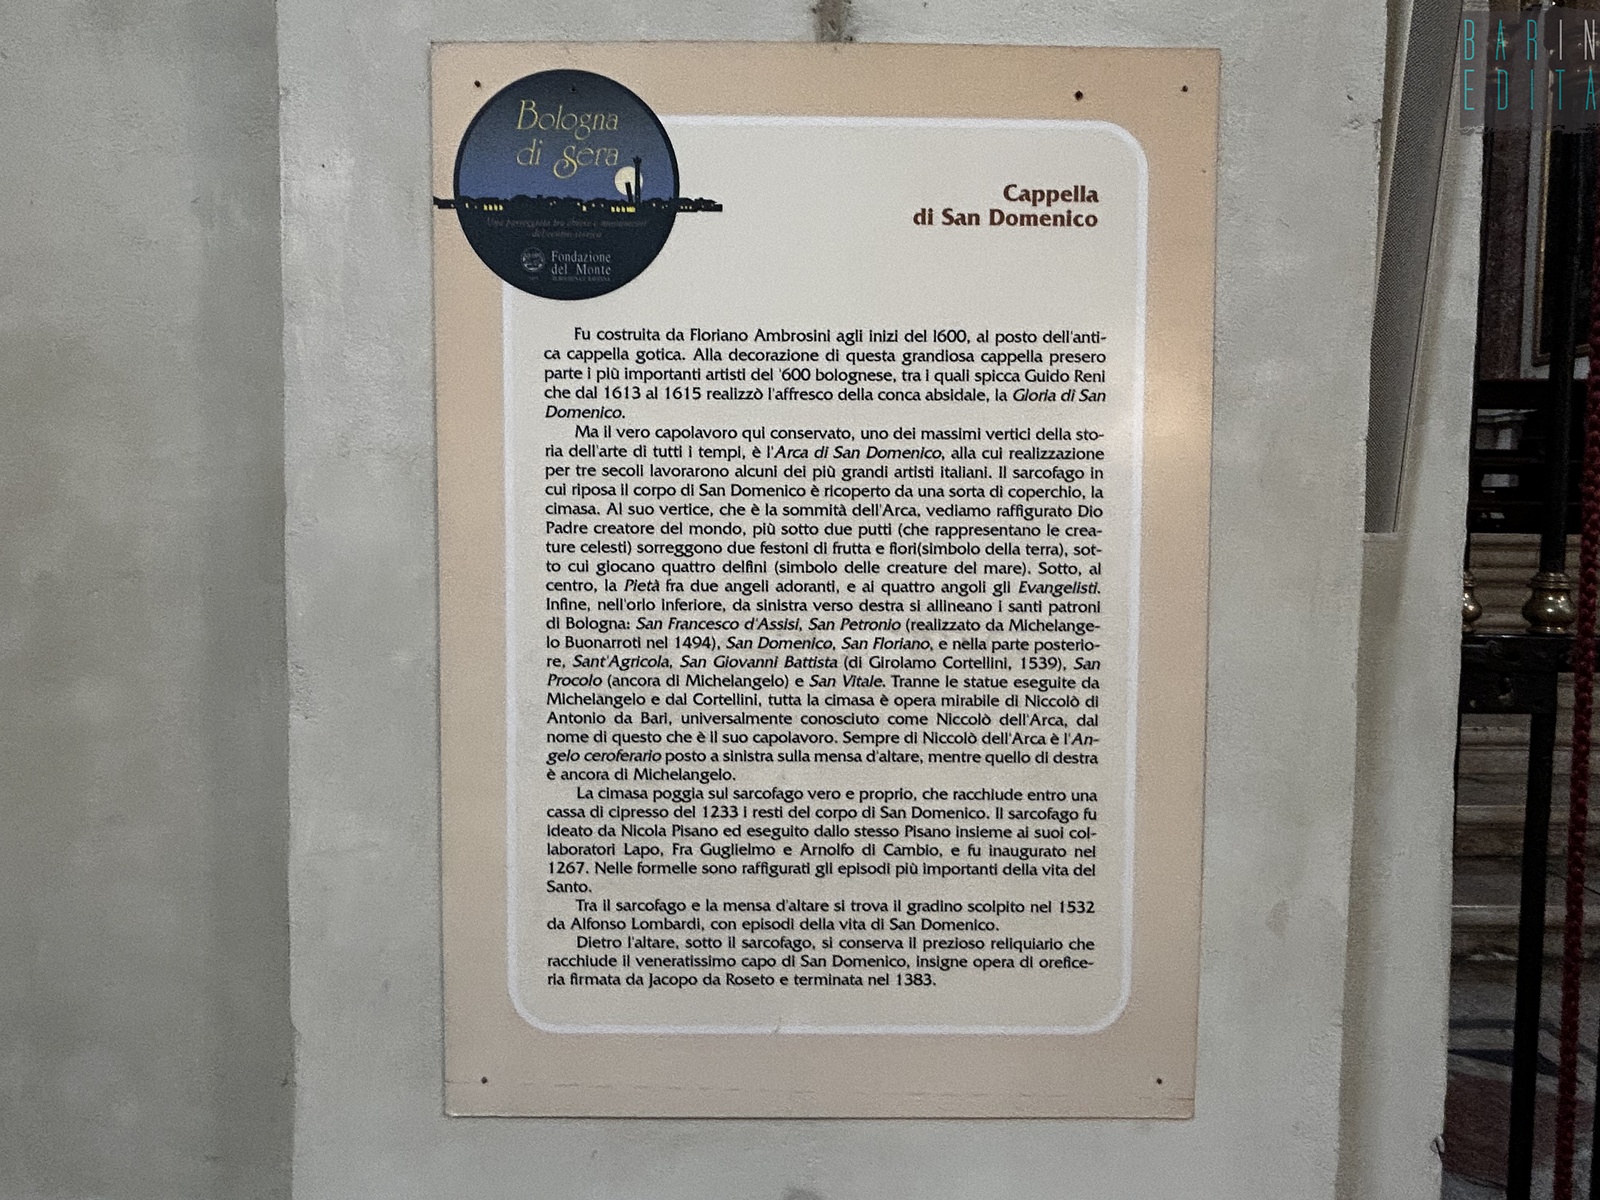 BARIN
EDITA
Bologna
di sera
Una passeggiata tra chiese e monumenti
del centro storico
Fondazione
del Monte
Cappella
di San Domenico
Fu costruita da Floriano Ambrosini agli inizi del l600, al posto dell'anti-
ca cappella gotica. Alla decorazione di questa grandiosa cappella presero
parte i più importanti artisti del '600 bolognese, tra i quali spicca Guido Reni
che dal 1613 al 1615 realizzò l'affresco della conca absidale, la Gloria di San
Domenico.
Ma il vero capolavoro qui conservato, uno dei massimi vertici della sto-
ria dell'arte di tutti i tempi, è l'Arca di San Domenico, alla cui realizzazione
per tre secoli lavorarono alcuni dei più grandi artisti italiani. Il sarcofago in
cui riposa il corpo di San Domenico è ricoperto da una sorta di coperchio, la
cimasa. Al suo vertice, che è la sommità dell'Arca, vediamo raffigurato Dio
Padre creatore del mondo, più sotto due putti (che rappresentano le crea-
ture celesti) sorreggono due festoni di frutta e fiori(simbolo della terra), sot-
to cui giocano quattro delfini (simbolo delle creature del mare). Sotto, al
centro, la Pietà fra due angeli adoranti, e ai quattro angoli gli Evangelisti.
Infine, nell'orlo inferiore, da sinistra verso destra si allineano i santi patroni
di Bologna: San Francesco d'Assisi, San Petronio (realizzato da Michelange-
lo Buonarroti nel 1494), San Domenico, San Floriano, e nella parte posterio-
re, Sant'Agricola, San Giovanni Battista (di Girolamo Cortellini, 1539), San
Procolo (ancora di Michelangelo) e San Vitale. Tranne le statue eseguite da
Michelangelo e dal Cortellini, tutta la cimasa è opera mirabile di Niccolò di
Antonio da Bari, universalmente conosciuto come Niccolò dell'Arca, dal
nome di questo che è il suo capolavoro. Sempre di Niccolò dell'Arca è l'An-
gelo ceroferario posto a sinistra sulla mensa d'altare, mentre quello di destra
è ancora di Michelangelo.
La cimasa poggia sul sarcofago vero e proprio, che racchiude entro una
cassa di cipresso del 1233 i resti del corpo di San Domenico. Il sarcofago fu
ideato da Nicola Pisano ed eseguito dallo stesso Pisano insieme ai suoi col-
laboratori Lapo, Fra Guglielmo e Arnolfo di Cambio, e fu inaugurato nel
1267. Nelle formelle sono raffigurati gli episodi più importanti della vita del
Santo.
Tra il sarcofago e la mensa d'altare si trova il gradino scolpito nel 1532
da Alfonso Lombardi, con episodi della vita di San Domenico.
Dietro l'altare, sotto il sarcofago, si conserva il prezioso reliquiario che
racchiude il veneratissimo capo di San Domenico, insigne opera di orefice-
ria firmata da Jacopo da Roseto e terminata nel 1383.